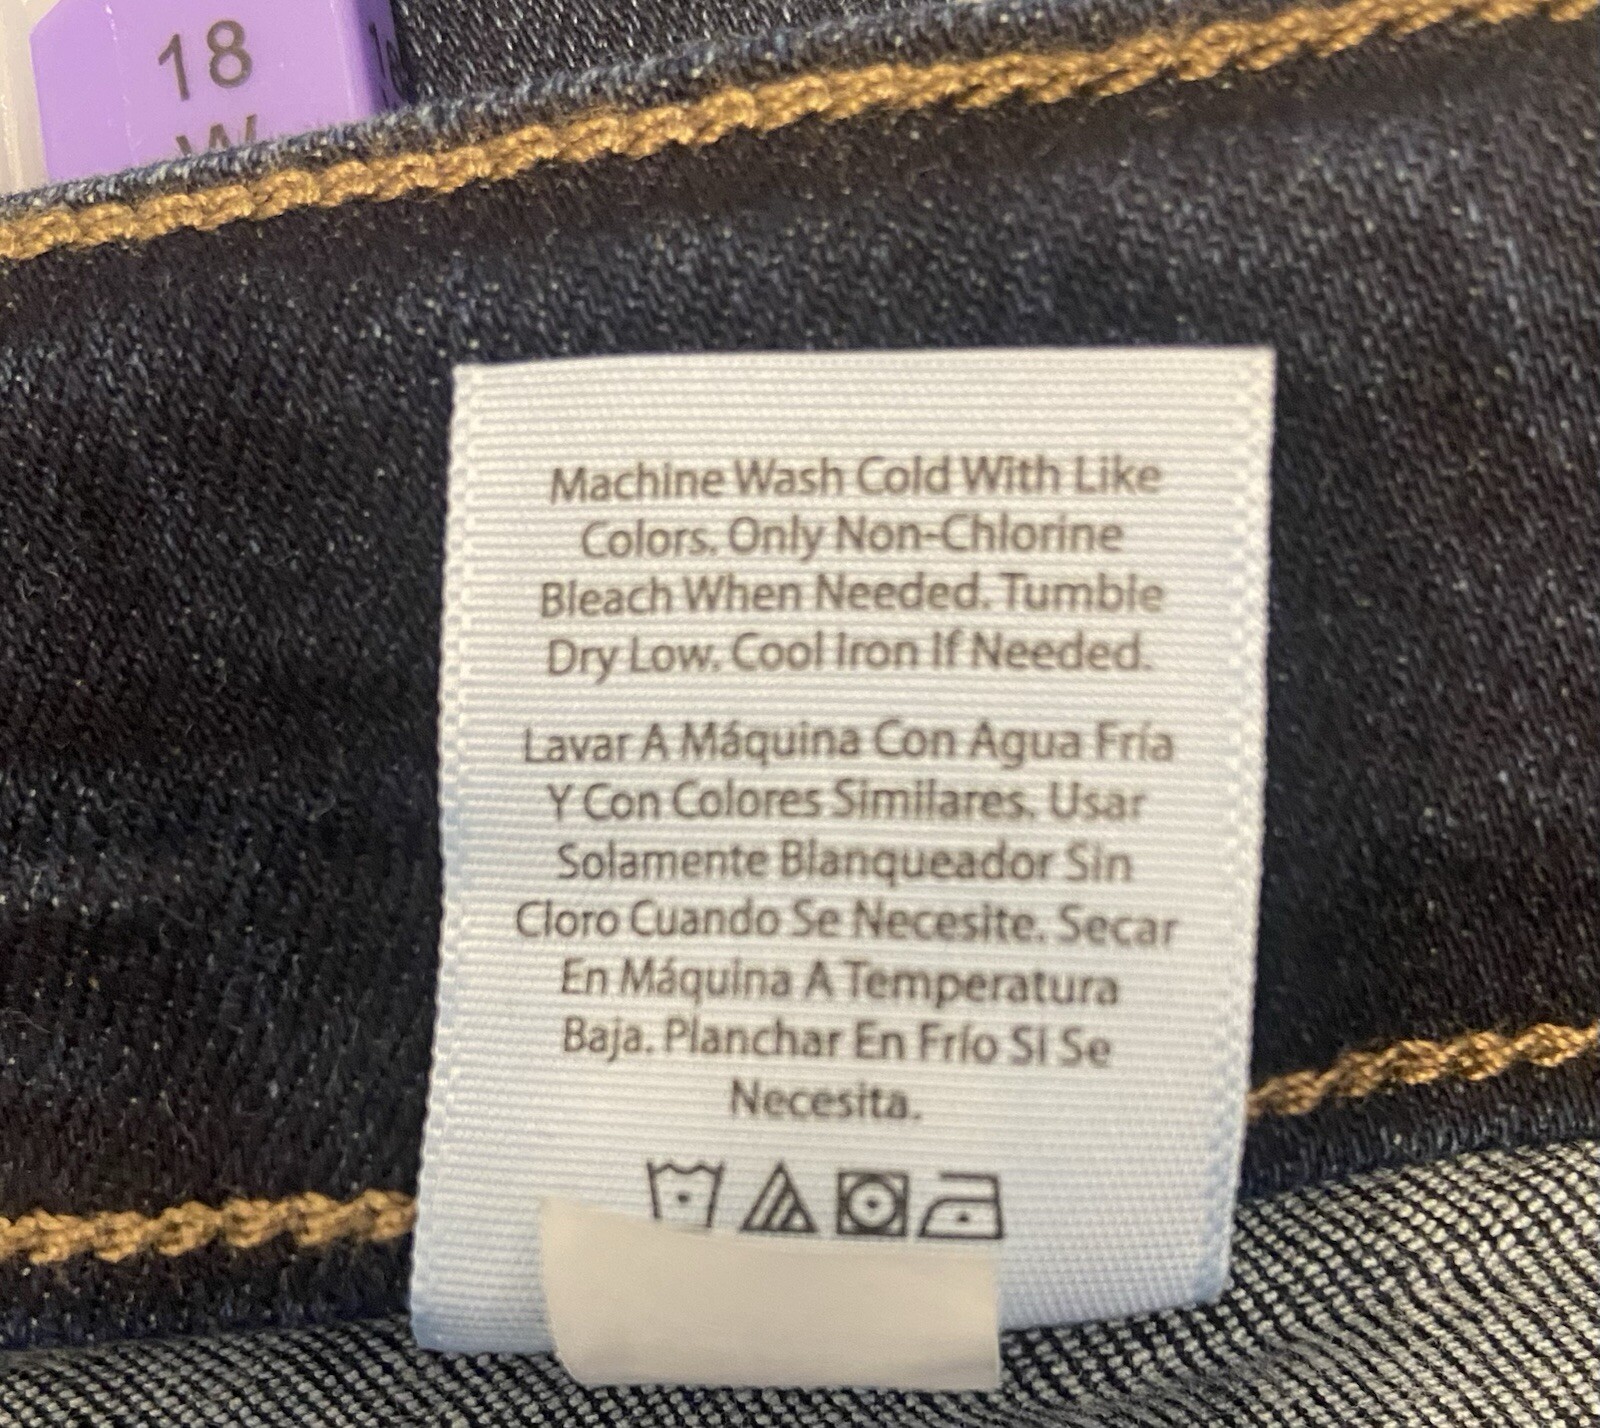 18
W
Machine Wash Cold With Like
Colors. Only Non-Chlorine
Bleach When Needed. Tumble
Dry Low. Cool Iron If Needed.
Lavar A Máquina Con Agua Fría
Y Con Colores Similares. Usar
Solamente Blanqueador Sin
Cloro Cuando Se Necesite. Secar
En Máquina A Temperatura
Baja. Planchar En Frío Si Se
Necesita.